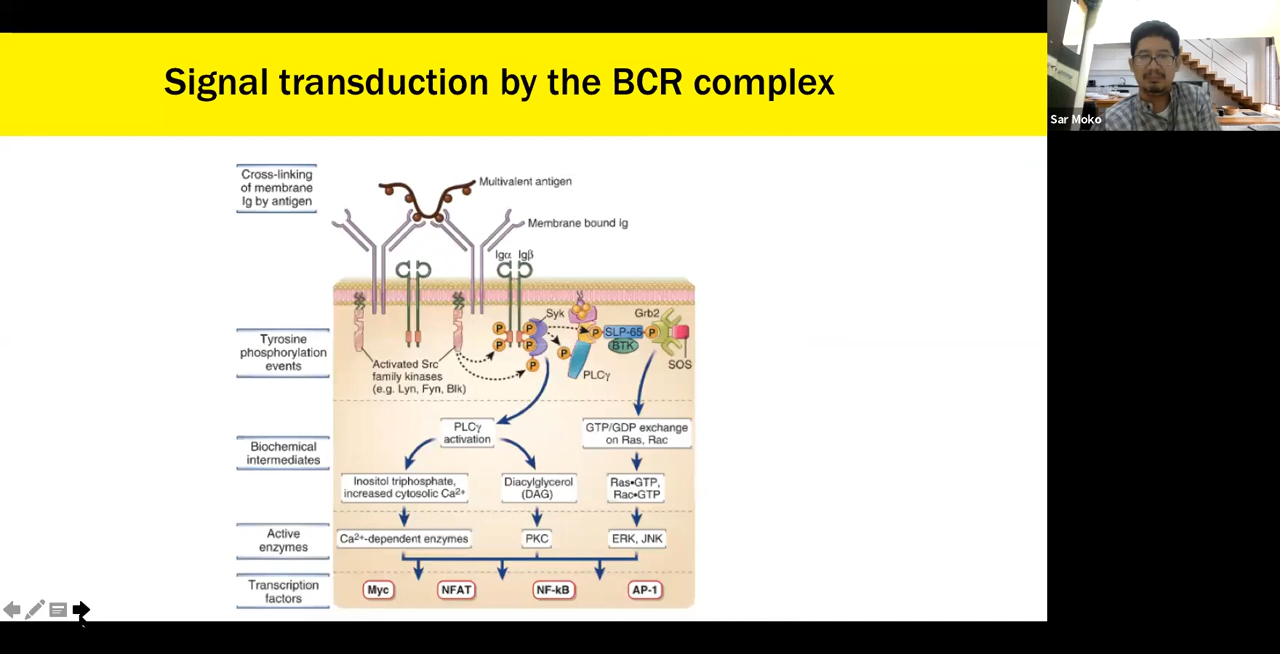 Signal transduction by the BCR complex
Sar Moko
Cross-linking
of membrane
Ig by antigen
Multivalent antigen
Membrane bound Ig
Igα Igβ
Syk
Grb2
P
P
P
P
P
P
P
SLP-65
P
BTK
SOS
PLCγ
Tyrosine
phosphorylation
events
Activated Src
family kinases
(e.g. Lyn, Fyn, Blk)
PLCγ
activation
GTP/GDP exchange
on Ras, Rac
Biochemical
intermediates
Inositol triphosphate,
increased cytosolic Ca²⁺
Diacylglycerol
(DAG)
Ras•GTP,
Rac•GTP
Active
enzymes
Ca²⁺-dependent enzymes
PKC
ERK, JNK
Transcription
factors
Myc
NFAT
NF-kB
AP-1